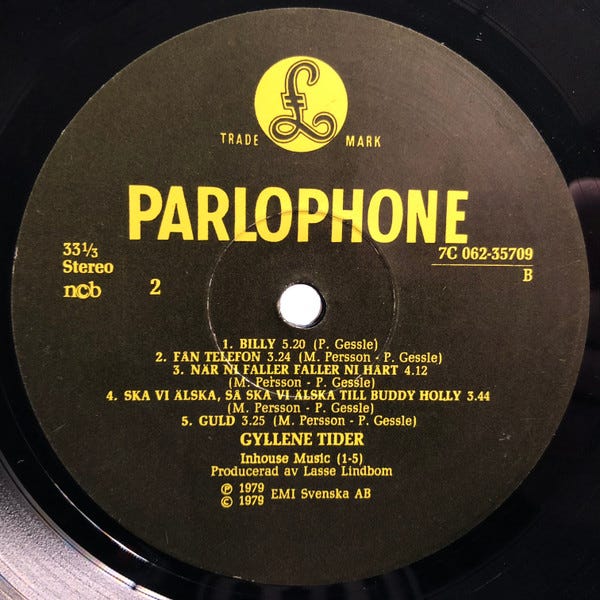 £
TRADE MARK
PARLOPHONE
33⅓
Stereo
7C 062-35709
B
ncb
2
1. BILLY 5.20 (P. Gessle)
2. FAN TELEFON 3.24 (M. Persson - P. Gessle)
3. NÄR NI FALLER FALLER NI HÅRT 4.12
(M. Persson - P. Gessle)
4. SKA VI ÄLSKA, SÅ SKA VI ÄLSKA TILL BUDDY HOLLY 3.44
(M. Persson - P. Gessle)
5. GULD 3.25 (M. Persson - P. Gessle)
GYLLENE TIDER
Inhouse Music (1-5)
Producerad av Lasse Lindbom
℗ 1979
© 1979 EMI Svenska AB